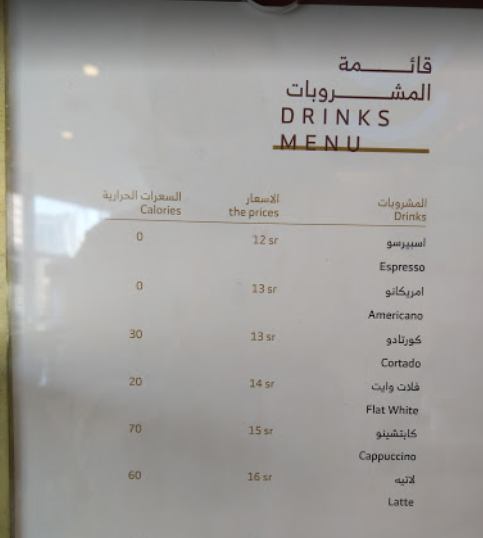 قائمة
المشروبات
DRINKS
MENU
المشروبات الاسعار السعرات الحرارية
Drinks the prices Calories
اسبيرسو 12 sr 0
Espresso
امريكانو 13 sr 0
Americano
كورتادو 13 sr 30
Cortado
فلات وايت 14 sr 20
Flat White
كابتشينو 15 sr 70
Cappuccino
لاتيه 16 sr 60
Latte